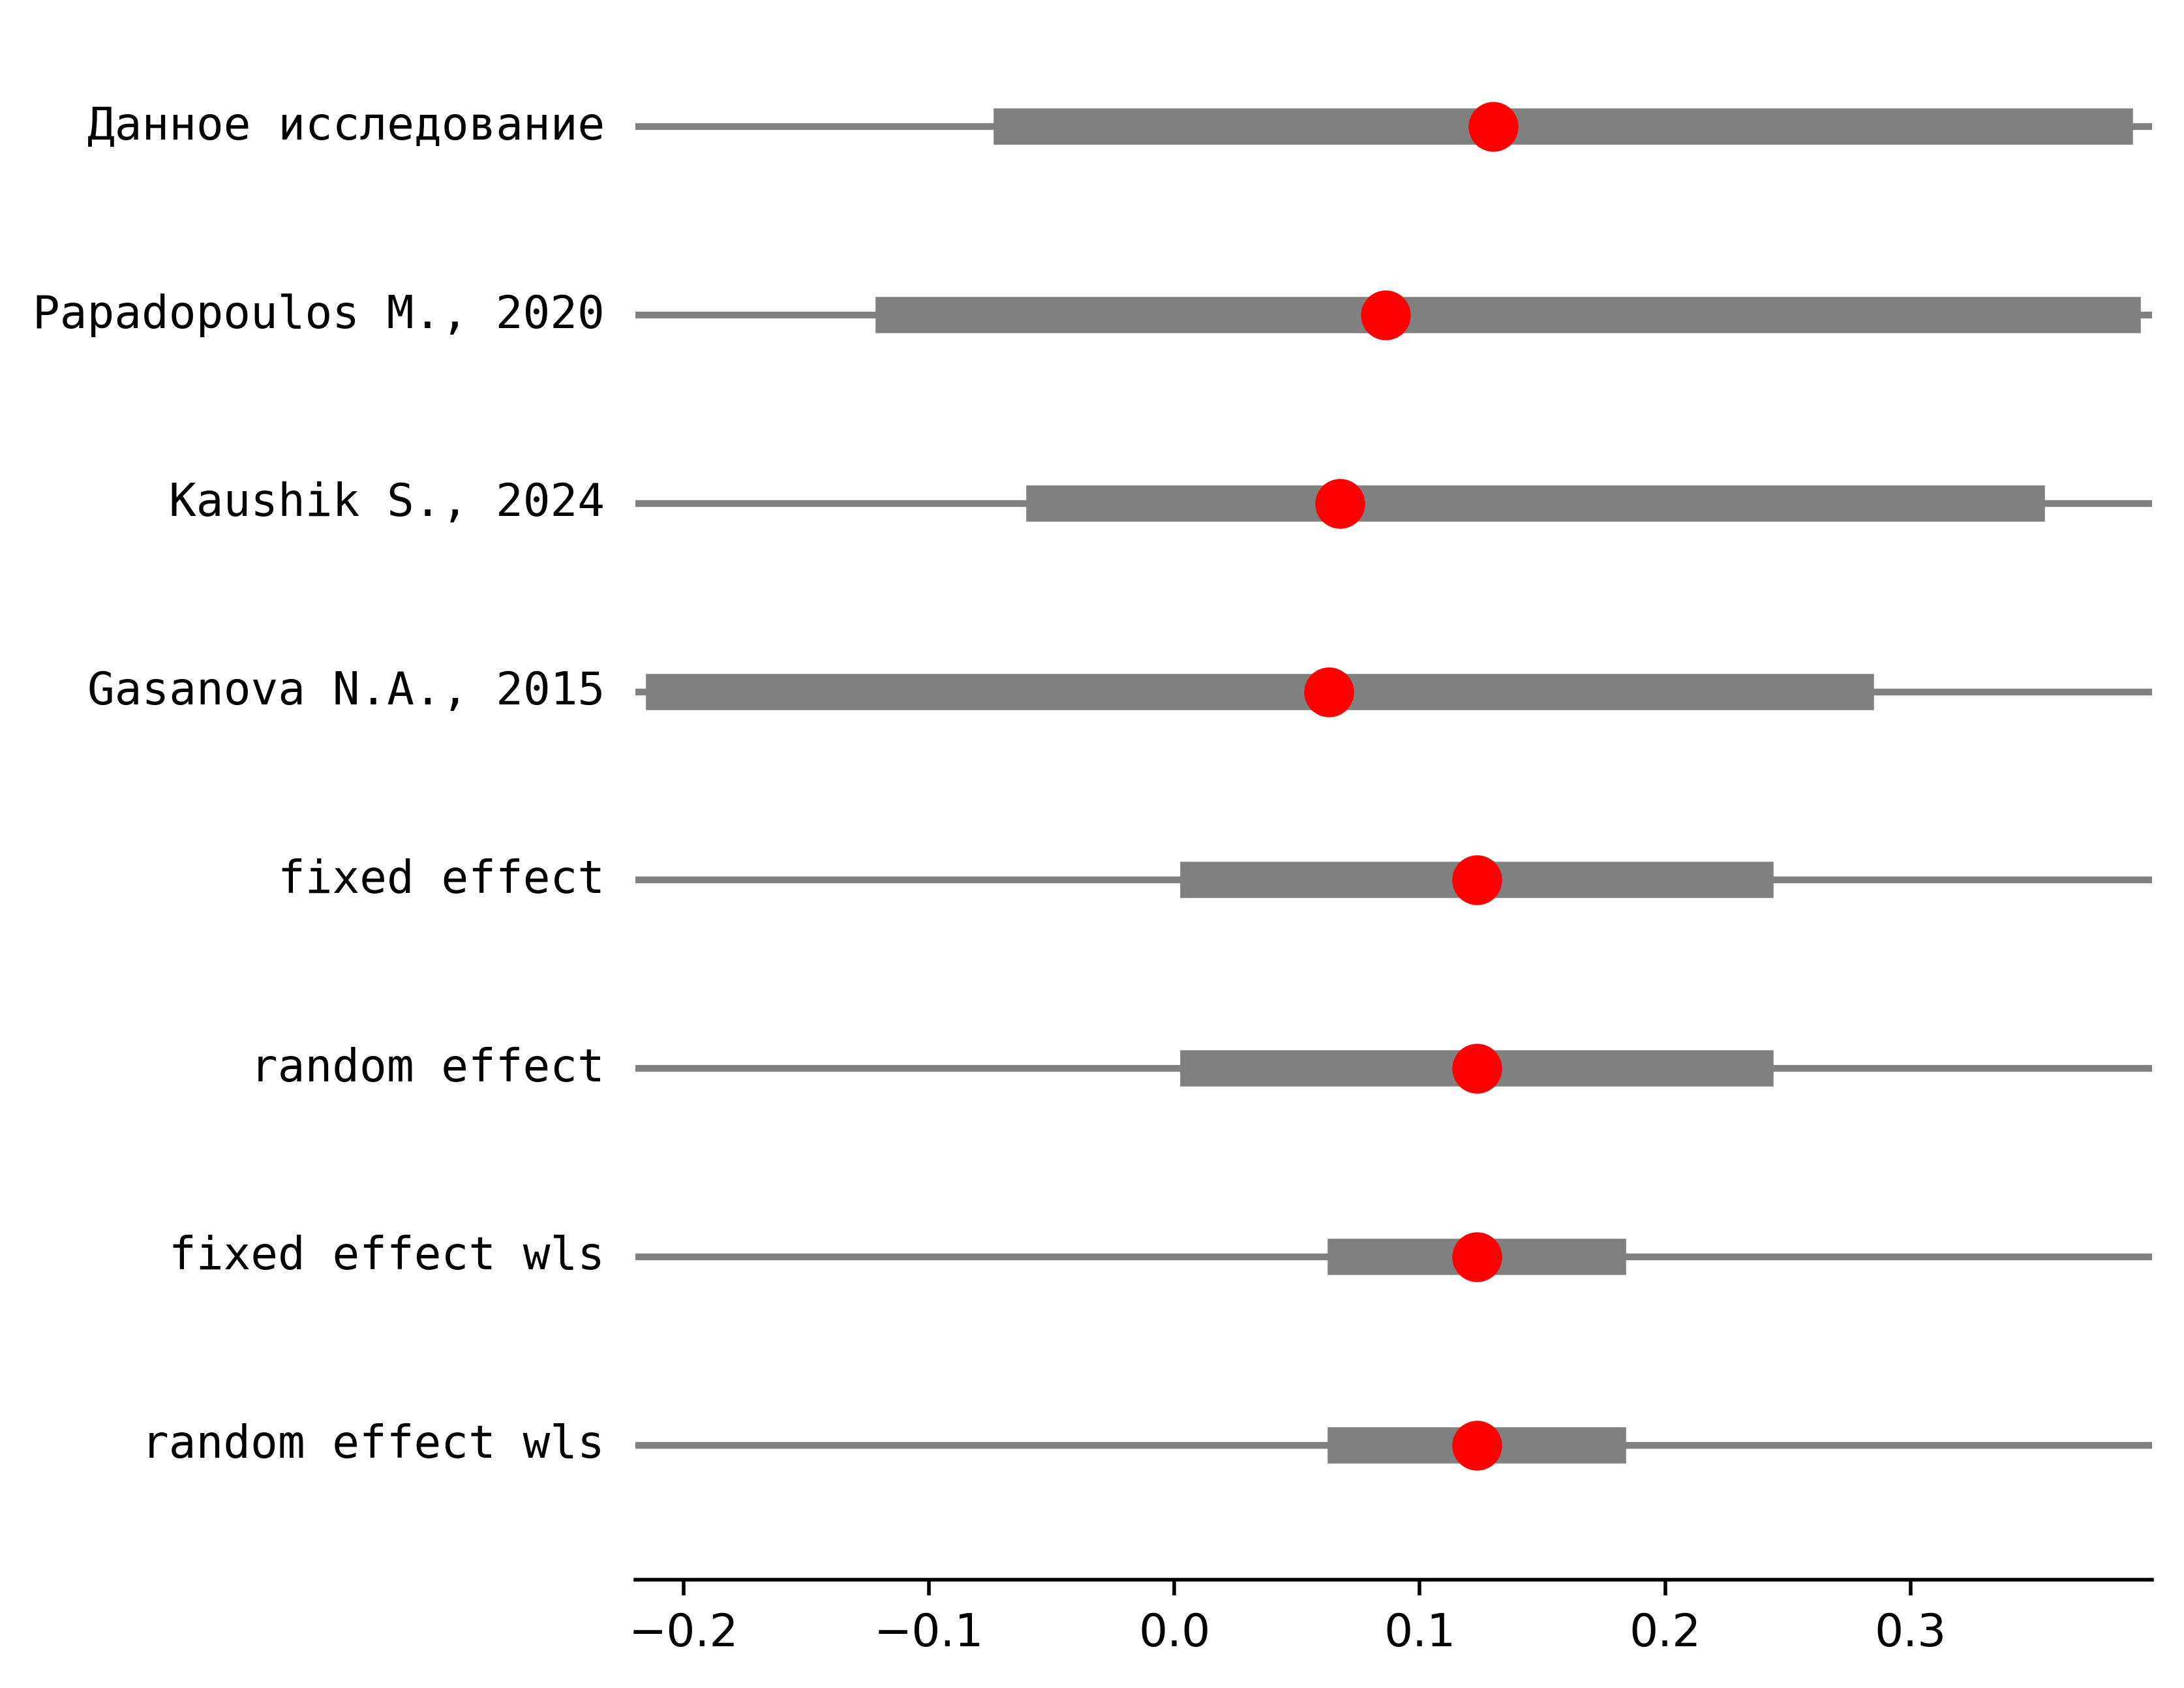 Данное исследование
Papadopoulos M., 2020
Kaushik S., 2024
Gasanova N.A., 2015
fixed effect
random effect
fixed effect wls
random effect wls
−0.2 −0.1 0.0 0.1 0.2 0.3